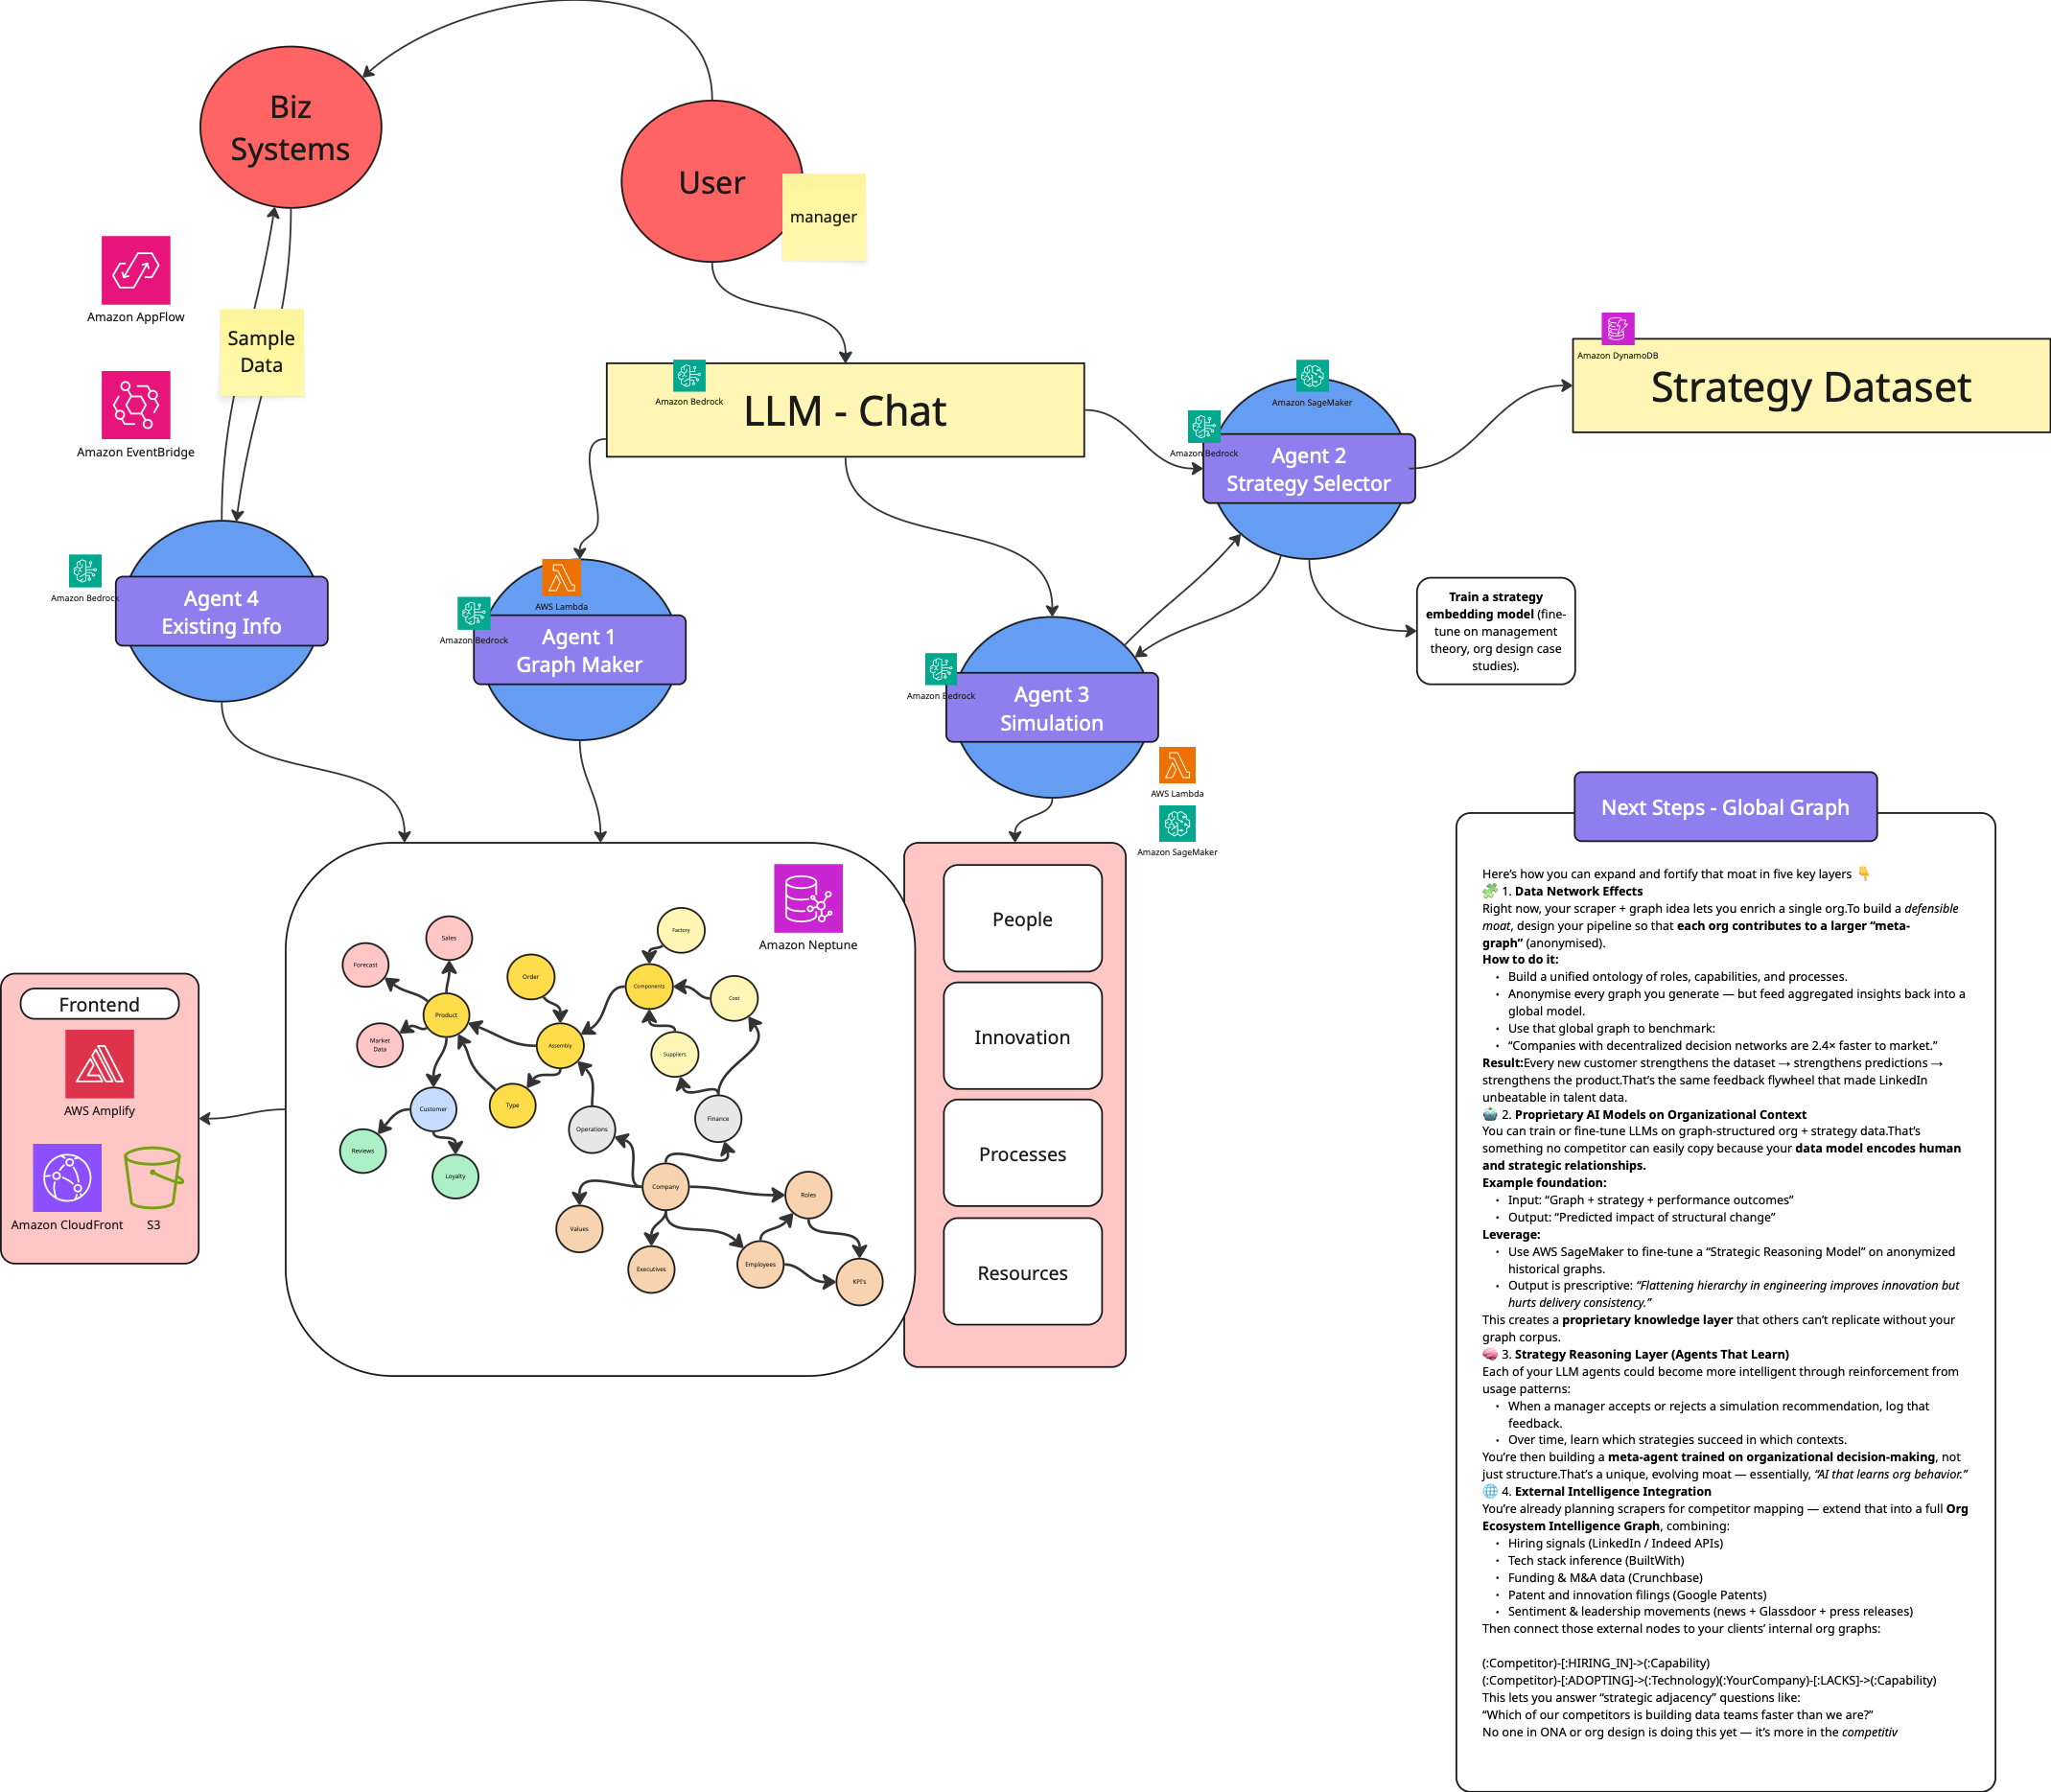 Biz
Systems
User
manager
Amazon AppFlow
Sample
Data
Amazon EventBridge
Amazon Bedrock
LLM - Chat
Amazon SageMaker
Amazon Bedrock
Agent 2
Strategy Selector
Amazon DynamoDB
Strategy Dataset
Train a strategy
embedding model (fine-
tune on management
theory, org design case
studies).
Amazon Bedrock
Agent 4
Existing Info
AWS Lambda
Amazon Bedrock
Agent 1
Graph Maker
Amazon Bedrock
Agent 3
Simulation
AWS Lambda
Amazon SageMaker
Amazon Neptune
Factory
Sales
Forecast
Order
Components
Cost
Product
Market
Data
Assembly
Suppliers
Customer
Type
Operations
Finance
Reviews
Loyalty
Company
Roles
Values
Executives
Employees
KPI's
People
Innovation
Processes
Resources
Frontend
AWS Amplify
Amazon CloudFront
S3
Next Steps - Global Graph
Here’s how you can expand and fortify that moat in five key layers 👇
🧩 1. Data Network Effects
Right now, your scraper + graph idea lets you enrich a single org.To build a defensible
moat, design your pipeline so that each org contributes to a larger “meta-
graph” (anonymised).
How to do it:
• Build a unified ontology of roles, capabilities, and processes.
• Anonymise every graph you generate — but feed aggregated insights back into a
global model.
• Use that global graph to benchmark:
• “Companies with decentralized decision networks are 2.4× faster to market.”
Result:Every new customer strengthens the dataset → strengthens predictions →
strengthens the product.That’s the same feedback flywheel that made LinkedIn
unbeatable in talent data.
🤖 2. Proprietary AI Models on Organizational Context
You can train or fine-tune LLMs on graph-structured org + strategy data.That’s
something no competitor can easily copy because your data model encodes human
and strategic relationships.
Example foundation:
• Input: “Graph + strategy + performance outcomes”
• Output: “Predicted impact of structural change”
Leverage:
• Use AWS SageMaker to fine-tune a “Strategic Reasoning Model” on anonymized
historical graphs.
• Output is prescriptive: “Flattening hierarchy in engineering improves innovation but
hurts delivery consistency.”
This creates a proprietary knowledge layer that others can’t replicate without your
graph corpus.
🧠 3. Strategy Reasoning Layer (Agents That Learn)
Each of your LLM agents could become more intelligent through reinforcement from
usage patterns:
• When a manager accepts or rejects a simulation recommendation, log that
feedback.
• Over time, learn which strategies succeed in which contexts.
You’re then building a meta-agent trained on organizational decision-making, not
just structure.That’s a unique, evolving moat — essentially, “AI that learns org behavior.”
🌐 4. External Intelligence Integration
You’re already planning scrapers for competitor mapping — extend that into a full Org
Ecosystem Intelligence Graph, combining:
• Hiring signals (LinkedIn / Indeed APIs)
• Tech stack inference (BuiltWith)
• Funding & M&A data (Crunchbase)
• Patent and innovation filings (Google Patents)
• Sentiment & leadership movements (news + Glassdoor + press releases)
Then connect those external nodes to your clients’ internal org graphs:
(:Competitor)-[:HIRING_IN]->(:Capability)
(:Competitor)-[:ADOPTING]->(:Technology)(:YourCompany)-[:LACKS]->(:Capability)
This lets you answer “strategic adjacency” questions like:
“Which of our competitors is building data teams faster than we are?”
No one in ONA or org design is doing this yet — it’s more in the competitiv